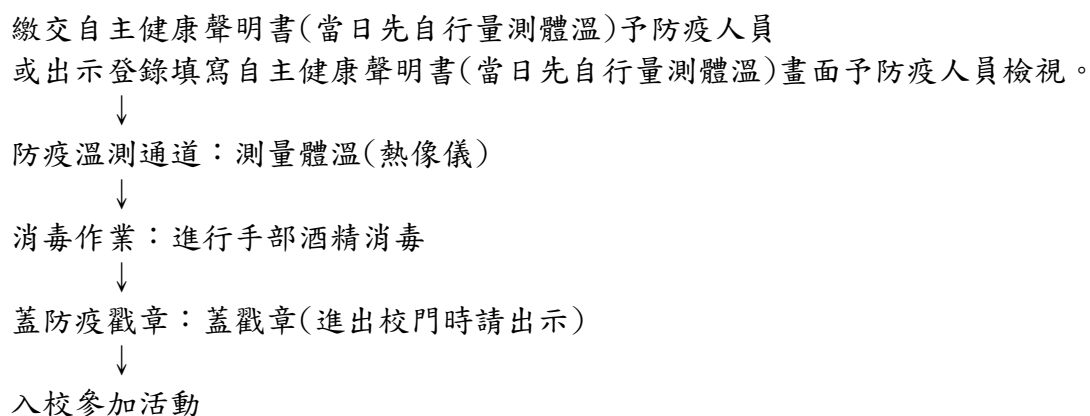 繳交自主健康聲明書(當日先自行量測體溫)予防疫人員
或出示登錄填寫自主健康聲明書(當日先自行量測體溫)畫面予防疫人員檢視。
↓
防疫溫測通道：測量體溫(熱像儀)
↓
消毒作業：進行手部酒精消毒
↓
蓋防疫戳章：蓋戳章(進出校門時請出示)
↓
入校參加活動